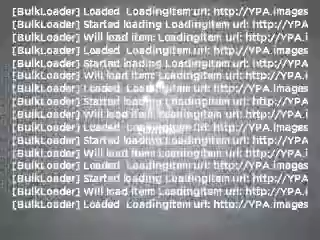 [BulkLoader] Loaded LoadingItem url: http://YPA.images
[BulkLoader] Started loading LoadingItem url: http://YPA
[BulkLoader] Will load item: LoadingItem url: http://YPA.i
[BulkLoader] Loaded LoadingItem url: http://YPA.images
[BulkLoader] Started loading LoadingItem url: http://YPA
[BulkLoader] Will load item: LoadingItem url: http://YPA.i
[BulkLoader] Loaded LoadingItem url: http://YPA.images
[BulkLoader] Started loading LoadingItem url: http://YPA
[BulkLoader] Will load item: LoadingItem url: http://YPA.i
[BulkLoader] Loaded LoadingItem url: http://YPA.images
[BulkLoader] Started loading LoadingItem url: http://YPA
[BulkLoader] Will load item: LoadingItem url: http://YPA.i
[BulkLoader] Loaded LoadingItem url: http://YPA.images
[BulkLoader] Started loading LoadingItem url: http://YPA
[BulkLoader] Will load item: LoadingItem url: http://YPA.i
[BulkLoader] Loaded LoadingItem url: http://YPA.images